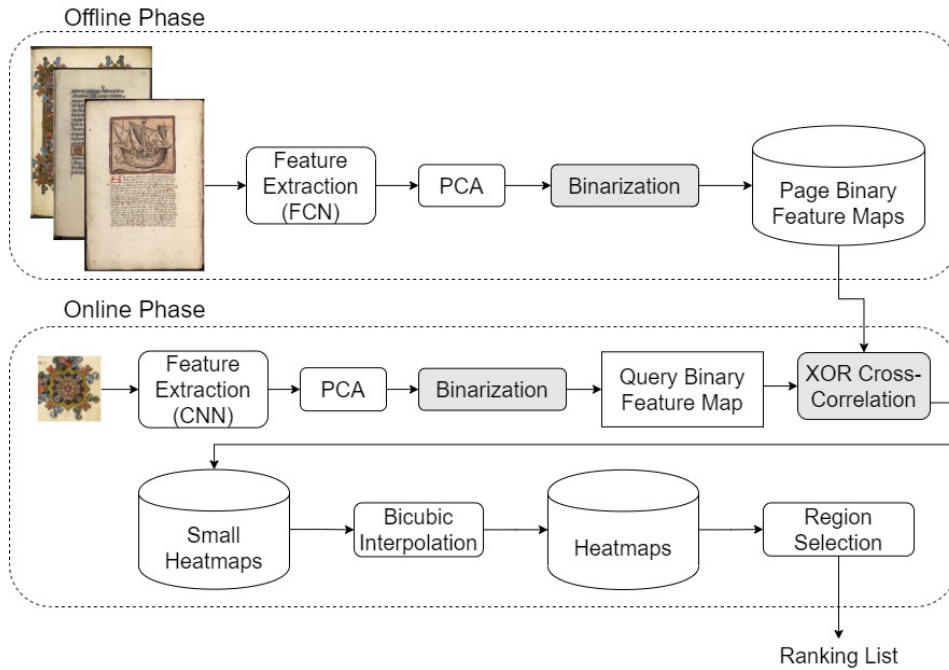 Offline Phase
Feature
Extraction
(FCN)
PCA
Binarization
Page Binary
Feature Maps
Online Phase
Feature
Extraction
(CNN)
PCA
Binarization
Query Binary
Feature Map
XOR Cross-
Correlation
Small
Heatmaps
Bicubic
Interpolation
Heatmaps
Region
Selection
Ranking List